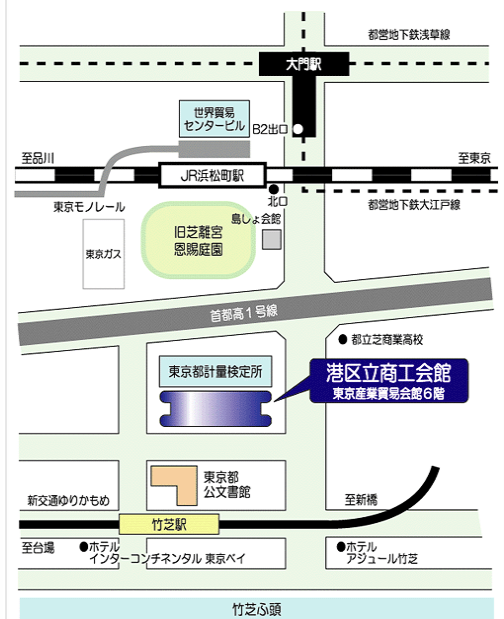 都営地下鉄浅草線
大門駅
世界貿易
センタービル
B2出口
至品川
至東京
JR浜松町駅
北口
東京モノレール
都営地下鉄大江戸線
島しょ会館
旧芝離宮
恩賜庭園
東京ガス
首都高1号線
都立芝商業高校
東京都計量検定所
港区立商工会館
東京産業貿易会館6階
東京都
公文書館
新交通ゆりかもめ
至新橋
竹芝駅
至台場
ホテル
インターコンチネンタル 東京ベイ
ホテル
アジュール竹芝
竹芝ふ頭